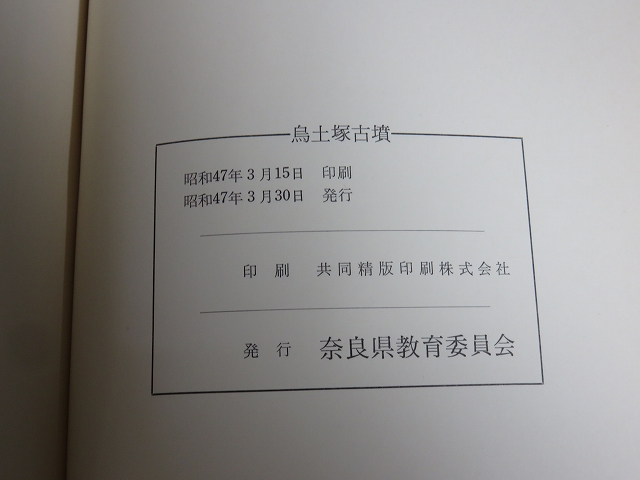 烏土塚古墳
昭和47年3月15日 印刷
昭和47年3月30日 発行
印刷 共同精版印刷株式会社
発行 奈良県教育委員会